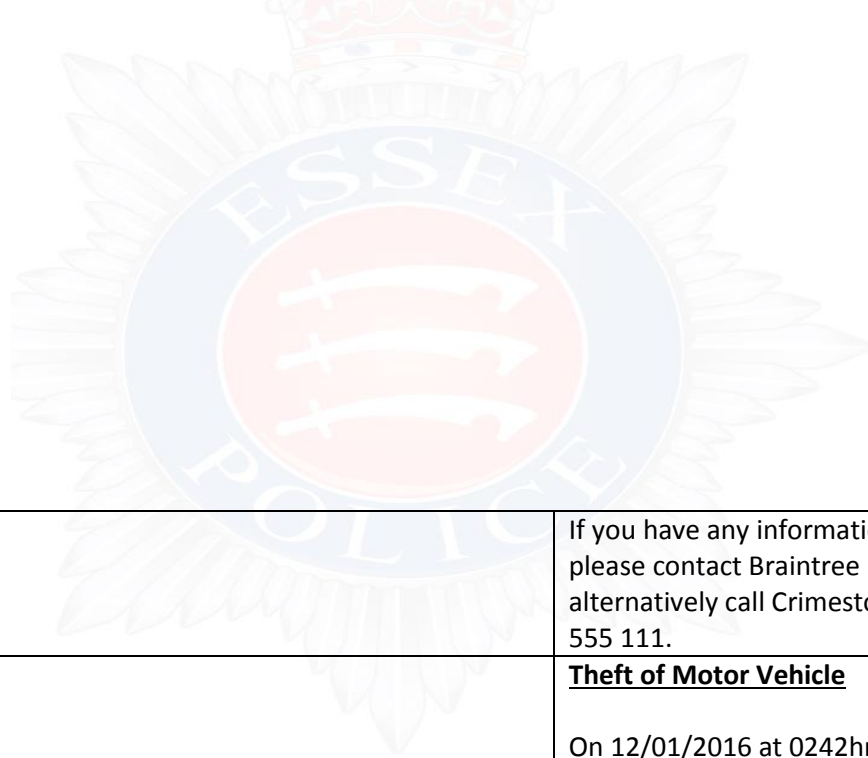 ESSEX
POLICE
If you have any informati
please contact Braintree
alternatively call Crimesto
555 111.
Theft of Motor Vehicle
On 12/01/2016 at 0242hr